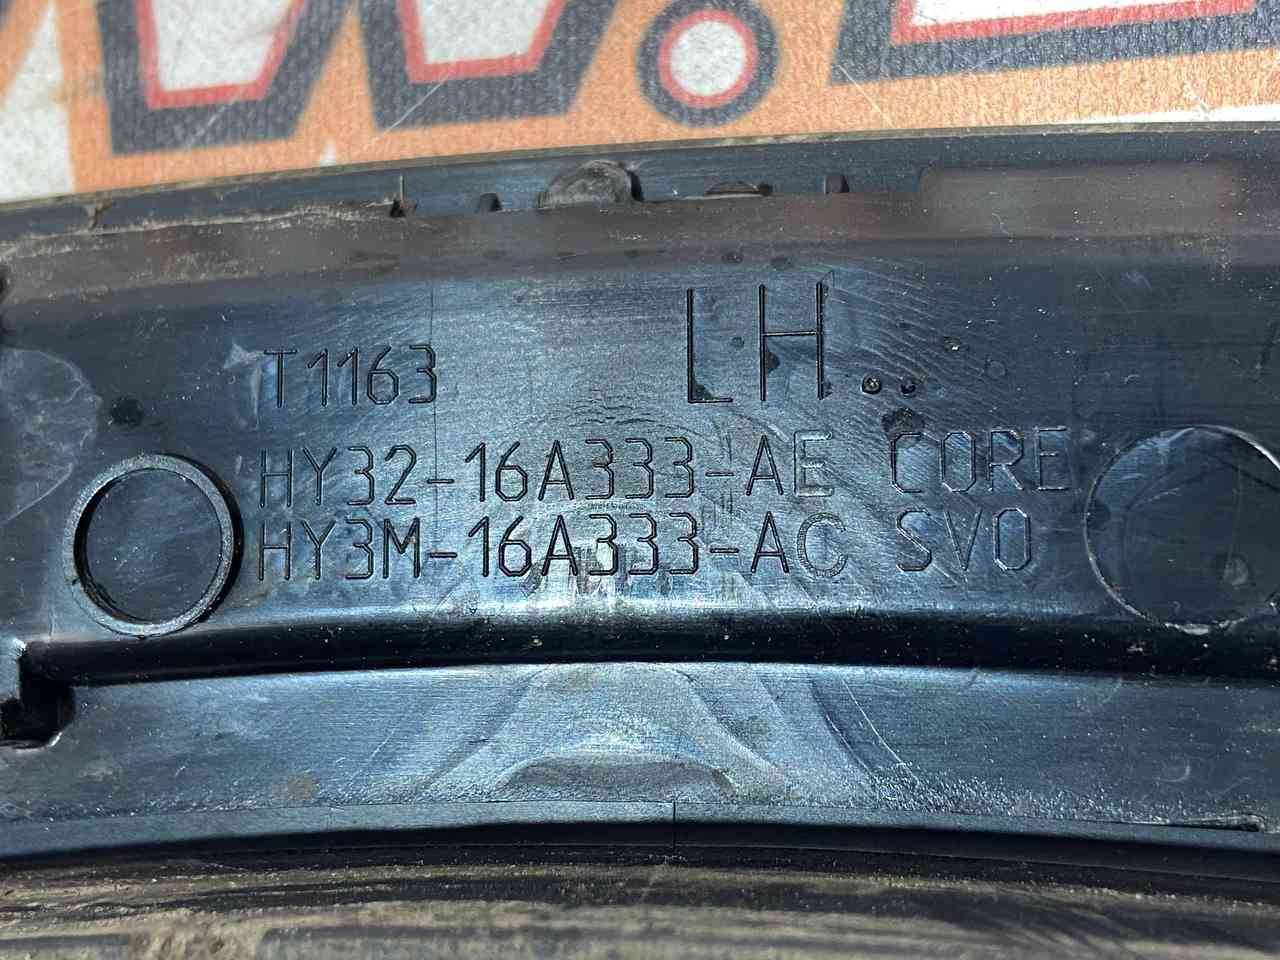 T1163
LH..
HY32-16A333-AE CORE
HY3M-16A333-AC SVO